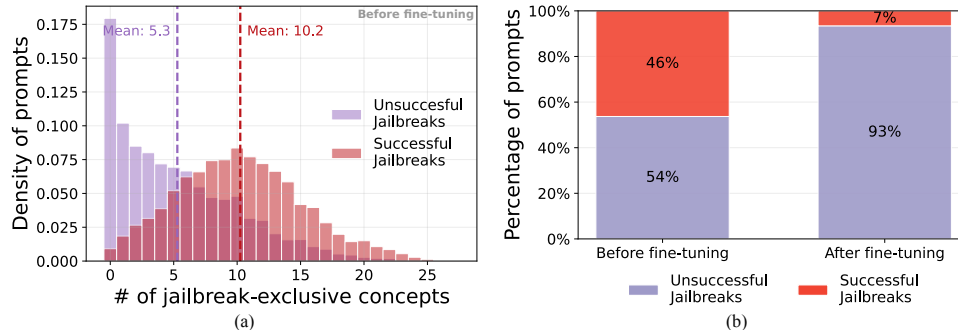 Before fine-tuning
Mean: 5.3
Mean: 10.2
Unsuccesful
Jailbreaks
Successful
Jailbreaks
Density of prompts
0.175
0.150
0.125
0.100
0.075
0.050
0.025
0.000
0 5 10 15 20 25
# of jailbreak-exclusive concepts
(a)
Percentage of prompts
100%
80%
60%
40%
20%
0%
46%
54%
7%
93%
Before fine-tuning After fine-tuning
Unsuccessful
Jailbreaks
Successful
Jailbreaks
(b)